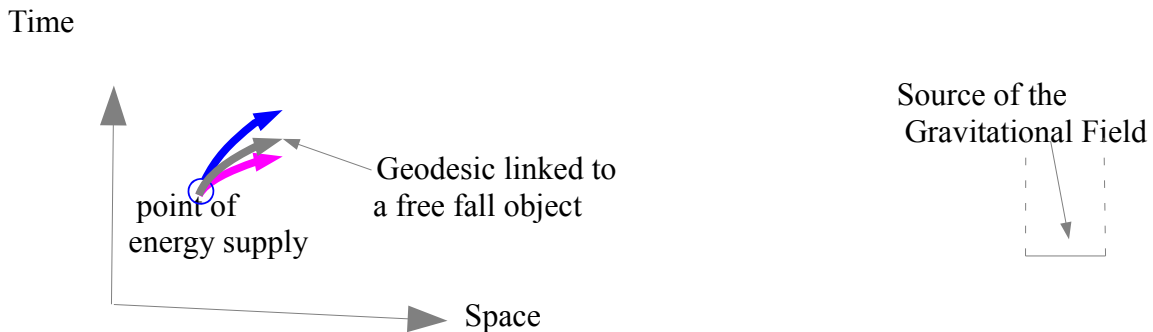 Time
Source of the
Gravitational Field
Geodesic linked to
a free fall object
point of
energy supply
Space